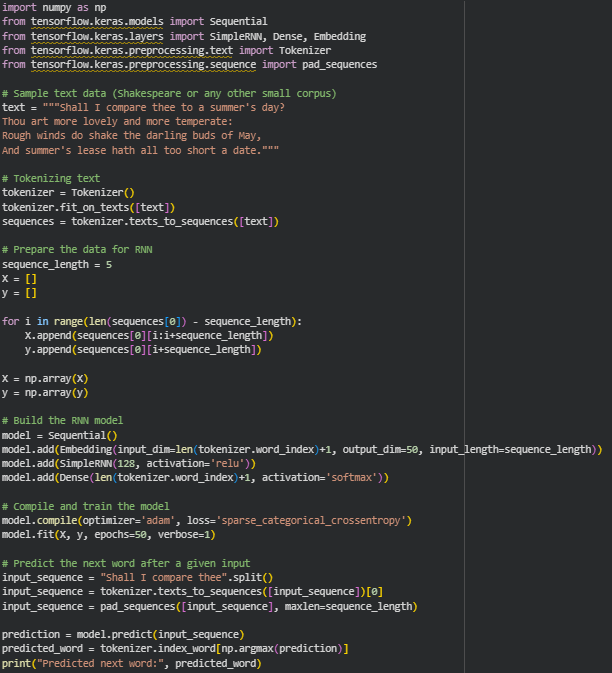 import numpy as np
from tensorflow.keras.models import Sequential
from tensorflow.keras.layers import SimpleRNN, Dense, Embedding
from tensorflow.keras.preprocessing.text import Tokenizer
from tensorflow.keras.preprocessing.sequence import pad_sequences

# Sample text data (Shakespeare or any other small corpus)
text = """Shall I compare thee to a summer's day?
Thou art more lovely and more temperate:
Rough winds do shake the darling buds of May,
And summer's lease hath all too short a date."""

# Tokenizing text
tokenizer = Tokenizer()
tokenizer.fit_on_texts([text])
sequences = tokenizer.texts_to_sequences([text])

# Prepare the data for RNN
sequence_length = 5
X = []
y = []

for i in range(len(sequences[0]) - sequence_length):
    X.append(sequences[0][i:i+sequence_length])
    y.append(sequences[0][i+sequence_length])

X = np.array(X)
y = np.array(y)

# Build the RNN model
model = Sequential()
model.add(Embedding(input_dim=len(tokenizer.word_index)+1, output_dim=50, input_length=sequence_length))
model.add(SimpleRNN(128, activation='relu'))
model.add(Dense(len(tokenizer.word_index)+1, activation='softmax'))

# Compile and train the model
model.compile(optimizer='adam', loss='sparse_categorical_crossentropy')
model.fit(X, y, epochs=50, verbose=1)

# Predict the next word after a given input
input_sequence = "Shall I compare thee".split()
input_sequence = tokenizer.texts_to_sequences([input_sequence])[0]
input_sequence = pad_sequences([input_sequence], maxlen=sequence_length)

prediction = model.predict(input_sequence)
predicted_word = tokenizer.index_word[np.argmax(prediction)]
print("Predicted next word:", predicted_word)